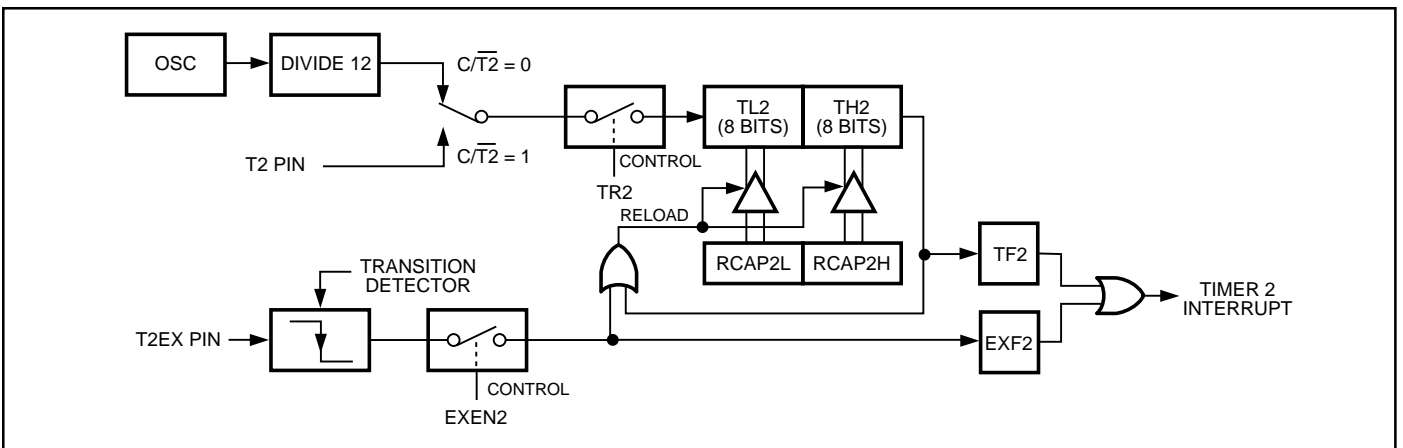 OSC
DIVIDE 12
C/T2̅ = 0
TL2
(8 BITS)
TH2
(8 BITS)
T2 PIN
C/T2̅ = 1
CONTROL
TR2
RELOAD
TRANSITION
DETECTOR
RCAP2L
RCAP2H
TF2
TIMER 2
INTERRUPT
T2EX PIN
EXF2
CONTROL
EXEN2